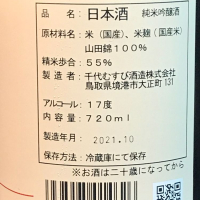 品名：日本酒 純米吟醸酒
原材料名：米（国産）、米麹（国産米）
山田錦100％
精米歩合：55％
製造者：千代むすび酒造株式会社
鳥取県境港市大正町131
アルコール：17度
内容量：720ml
製造年月 2021.10
保存方法：冷蔵庫にて保存
※お酒は二十歳になってから